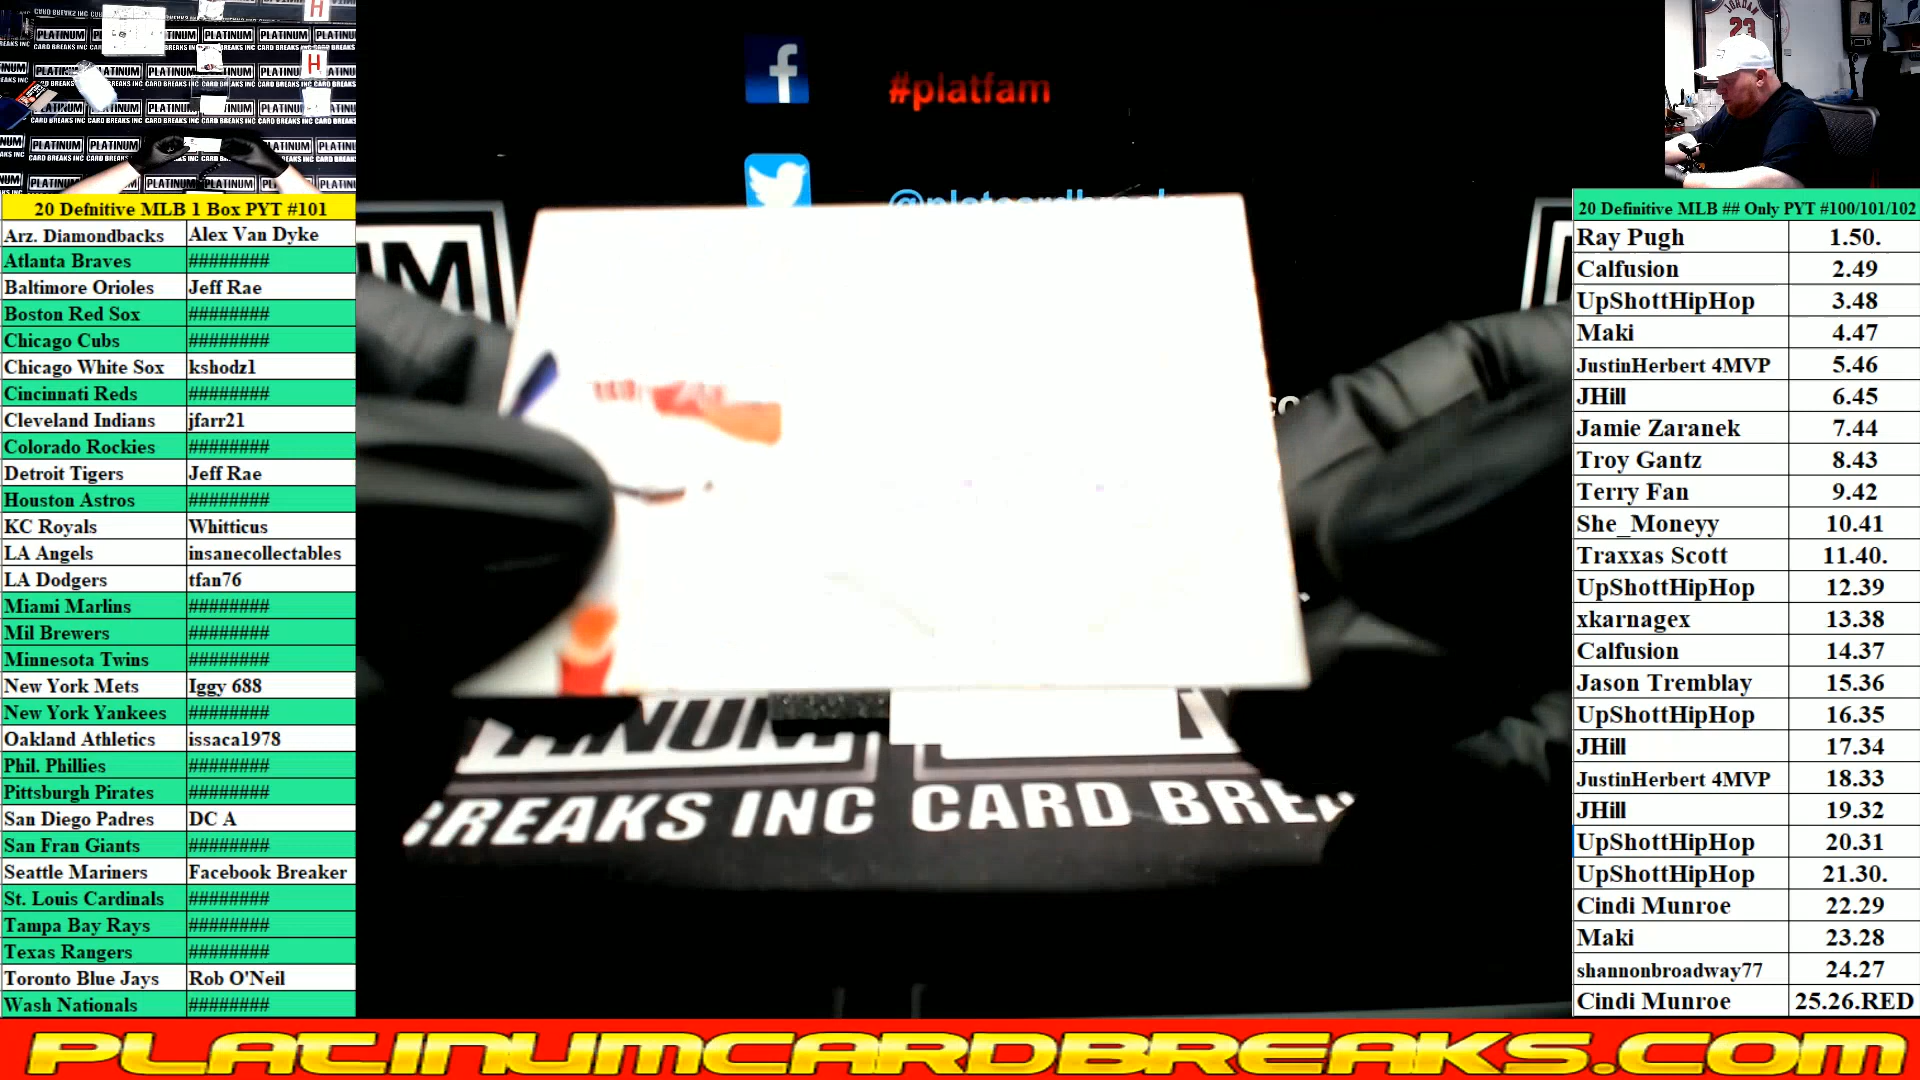 20 Defnitive MLB 1 Box PYT #101
Arz. Diamondbacks Alex Van Dyke
Atlanta Braves ########
Baltimore Orioles Jeff Rae
Boston Red Sox ########
Chicago Cubs ########
Chicago White Sox kshodz1
Cincinnati Reds ########
Cleveland Indians jfarr21
Colorado Rockies ########
Detroit Tigers Jeff Rae
Houston Astros ########
KC Royals Whitticus
LA Angels insanecollectables
LA Dodgers tfan76
Miami Marlins ########
Mil Brewers ########
Minnesota Twins ########
New York Mets Iggy 688
New York Yankees ########
Oakland Athletics issaca1978
Phil. Phillies ########
Pittsburgh Pirates ########
San Diego Padres DC A
San Fran Giants ########
Seattle Mariners Facebook Breaker
St. Louis Cardinals ########
Tampa Bay Rays ########
Texas Rangers ########
Toronto Blue Jays Rob O'Neil
Wash Nationals ########
#platfam
@platcardbreaks
BREAKS INC CARD BREA
JORDAN
23
20 Definitive MLB ## Only PYT #100/101/102
Ray Pugh 1.50.
Calfusion 2.49
UpShottHipHop 3.48
Maki 4.47
JustinHerbert 4MVP 5.46
JHill 6.45
Jamie Zaranek 7.44
Troy Gantz 8.43
Terry Fan 9.42
She_Moneyy 10.41
Traxxas Scott 11.40.
UpShottHipHop 12.39
xkarnagex 13.38
Calfusion 14.37
Jason Tremblay 15.36
UpShottHipHop 16.35
JHill 17.34
JustinHerbert 4MVP 18.33
JHill 19.32
UpShottHipHop 20.31
UpShottHipHop 21.30.
Cindi Munroe 22.29
Maki 23.28
shannonbroadway77 24.27
Cindi Munroe 25.26.RED
PLATINUMCARDBREAKS.COM